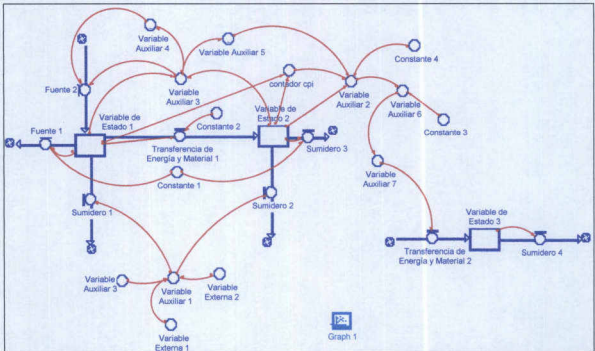 Variable
Auxiliar 4
Variable Auxiliar 5
Constante 4
Fuente 2
Variable
Auxiliar 3
contador cpi
Variable
Auxiliar 2
Variable
Auxiliar 6
Fuente 1
Variable de
Estado 1
Constante 2
Variable de
Estado 2
Constante 3
Transferencia de
Energía y Material 1
Sumidero 3
Constante 1
Variable
Auxiliar 7
Sumidero 1
Sumidero 2
Variable de
Estado 3
Transferencia de
Energía y Material 2
Sumidero 4
Variable
Auxiliar 3
Variable
Auxiliar 1
Variable
Externa 2
Variable
Externa 1
Graph 1